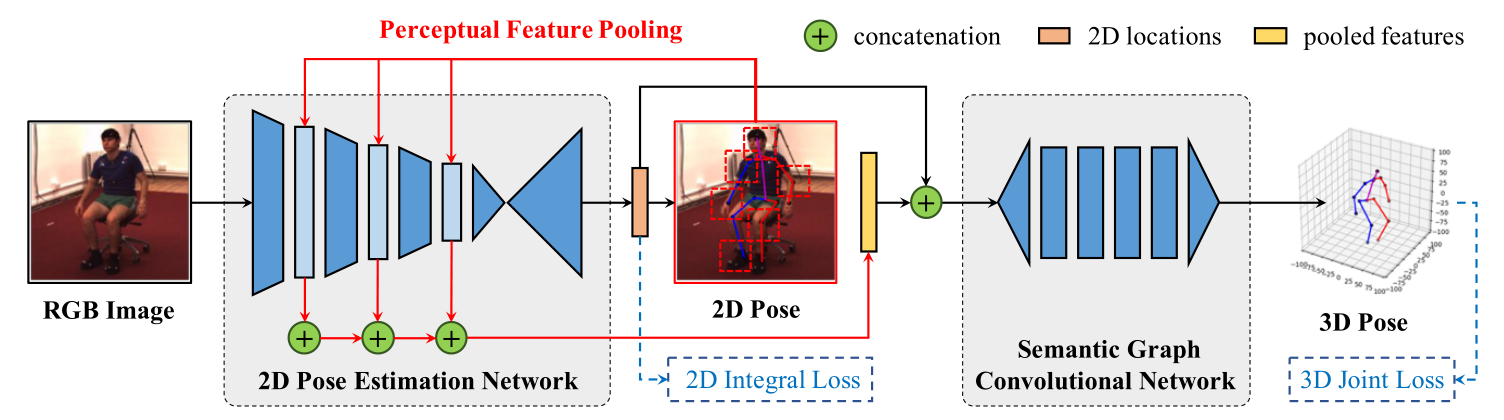 Perceptual Feature Pooling
+ concatenation
2D locations
pooled features
RGB Image
2D Pose
+
+ + +
2D Pose Estimation Network
2D Integral Loss
Semantic Graph
Convolutional Network
100
75
50
25
0
−25
−50
−75
−100
100
75
50
25
0
−25
−50
−75
−100
−100−75−50−25 0 25 50 75 100
3D Pose
3D Joint Loss